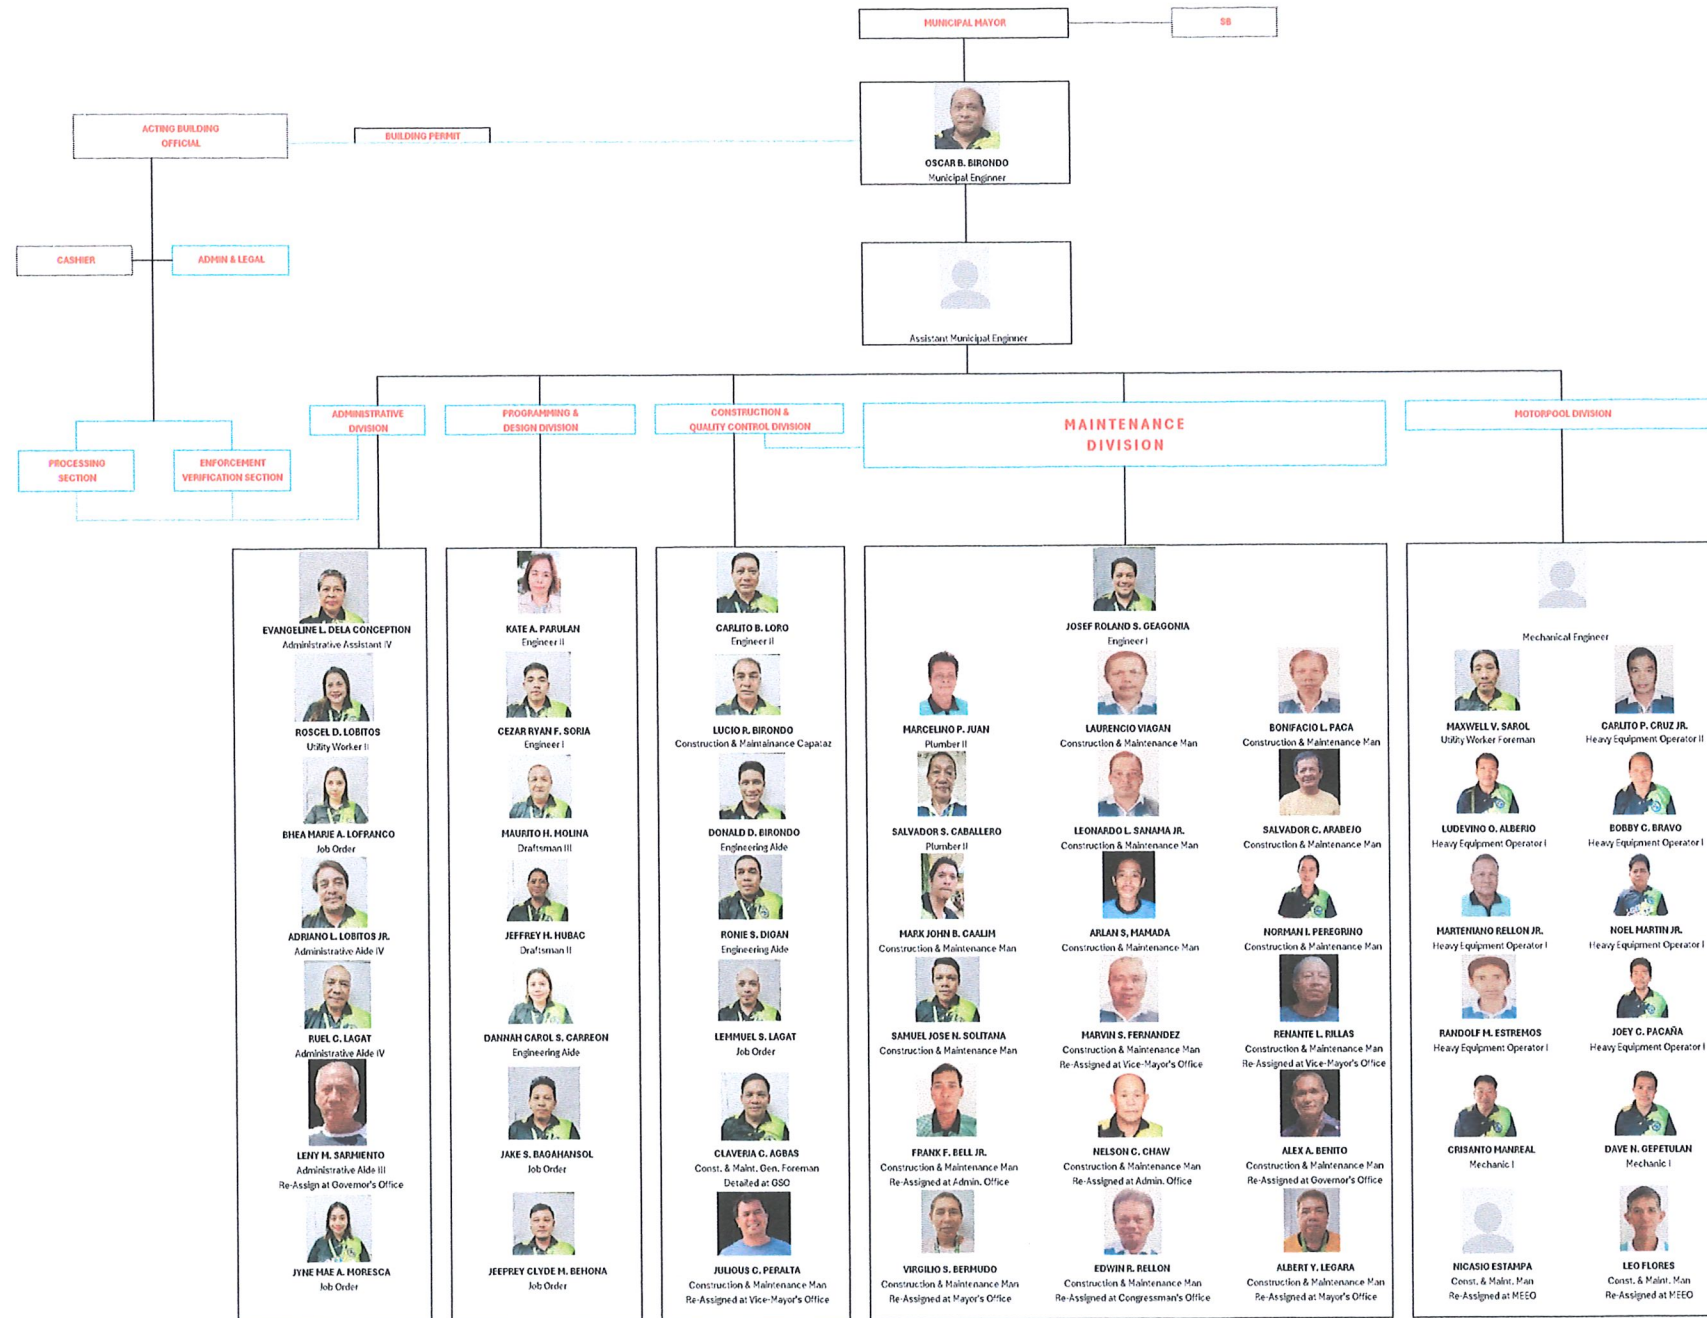 MUNICIPAL MAYOR
SB
OSCAR B. BIRONDO
Municipal Enginner
ACTING BUILDING
OFFICIAL
BUILDING PERMIT
CASHIER
ADMIN & LEGAL
Assistant Municipal Enginner
PROCESSING
SECTION
ENFORCEMENT
VERIFICATION SECTION
ADMINISTRATIVE
DIVISION
PROGRAMMING &
DESIGN DIVISION
CONSTRUCTION &
QUALITY CONTROL DIVISION
MAINTENANCE
DIVISION
MOTORPOOL DIVISION
EVANGELINE L. DELA CONCEPTION
Administrative Assistant IV
ROSCEL D. LOBITOS
Utility Worker II
BHEA MARIE A. LOFRANCO
Job Order
ADRIANO L. LOBITOS JR.
Administrative Aide IV
RUEL C. LAGAT
Administrative Aide IV
LENY M. SARMIENTO
Administrative Aide III
Re-Assign at Governor's Office
JYNE MAE A. MORESCA
Job Order
KATE A. PARULAN
Engineer II
CEZAR RYAN F. SORIA
Engineer I
MAURITO H. MOLINA
Draftsman III
JEFFREY H. HUBAC
Draftsman II
DANNAH CAROL S. CARREON
Engineering Aide
JAKE S. BAGAHANSOL
Job Order
JEEPREY CLYDE M. BEHONA
Job Order
CARLITO B. LORO
Engineer II
LUCIO R. BIRONDO
Construction & Maintainance Capataz
DONALD D. BIRONDO
Engineering Aide
RONIE S. DIGAN
Engineering Aide
LEMMUEL S. LAGAT
Job Order
CLAVERIA C. AGBAS
Const. & Maint. Gen. Foreman
Detailed at GSO
JULIOUS C. PERALTA
Construction & Maintenance Man
Re-Assigned at Vice-Mayor's Office
JOSEF ROLAND S. GEAGONIA
Engineer I
MARCELINO P. JUAN
Plumber II
LAURENCIO VIAGAN
Construction & Maintenance Man
BONIFACIO L. PACA
Construction & Maintenance Man
SALVADOR S. CABALLERO
Plumber II
LEONARDO L. SANAMA JR.
Construction & Maintenance Man
SALVADOR C. ARABEJO
Construction & Maintenance Man
MARK JOHN B. CAALIM
Construction & Maintenance Man
ARLAN S, MAMADA
Construction & Maintenance Man
NORMAN I. PEREGRINO
Construction & Maintenance Man
SAMUEL JOSE N. SOLITANA
Construction & Maintenance Man
MARVIN S. FERNANDEZ
Construction & Maintenance Man
Re-Assigned at Vice-Mayor's Office
RENANTE L. RILLAS
Construction & Maintenance Man
Re-Assigned at Vice-Mayor's Office
FRANK F. BELL JR.
Construction & Maintenance Man
Re-Assigned at Admin. Office
NELSON C. CHAW
Construction & Maintenance Man
Re-Assigned at Admin. Office
ALEX A. BENITO
Construction & Maintenance Man
Re-Assigned at Governor's Office
VIRGILIO S. BERMUDO
Construction & Maintenance Man
Re-Assigned at Mayor's Office
EDWIN R. RELLON
Construction & Maintenance Man
Re-Assigned at Congressman's Office
ALBERT Y. LEGARA
Construction & Maintenance Man
Re-Assigned at Mayor's Office
Mechanical Engineer
MAXWELL V. SAROL
Utility Worker Foreman
CARLITO P. CRUZ JR.
Heavy Equipment Operator II
LUDEVINO O. ALBERIO
Heavy Equipment Operator I
BOBBY C. BRAVO
Heavy Equipment Operator I
MARTENIANO RELLON JR.
Heavy Equipment Operator I
NOEL MARTIN JR.
Heavy Equipment Operator I
RANDOLF M. ESTREMOS
Heavy Equipment Operator I
JOEY C. PACAÑA
Heavy Equipment Operator I
CRISANTO MANREAL
Mechanic I
DAVE N. GEPETULAN
Mechanic I
NICASIO ESTAMPA
Const. & Maint. Man
Re-Assigned at MEEO
LEO FLORES
Const. & Maint. Man
Re-Assigned at MEEO